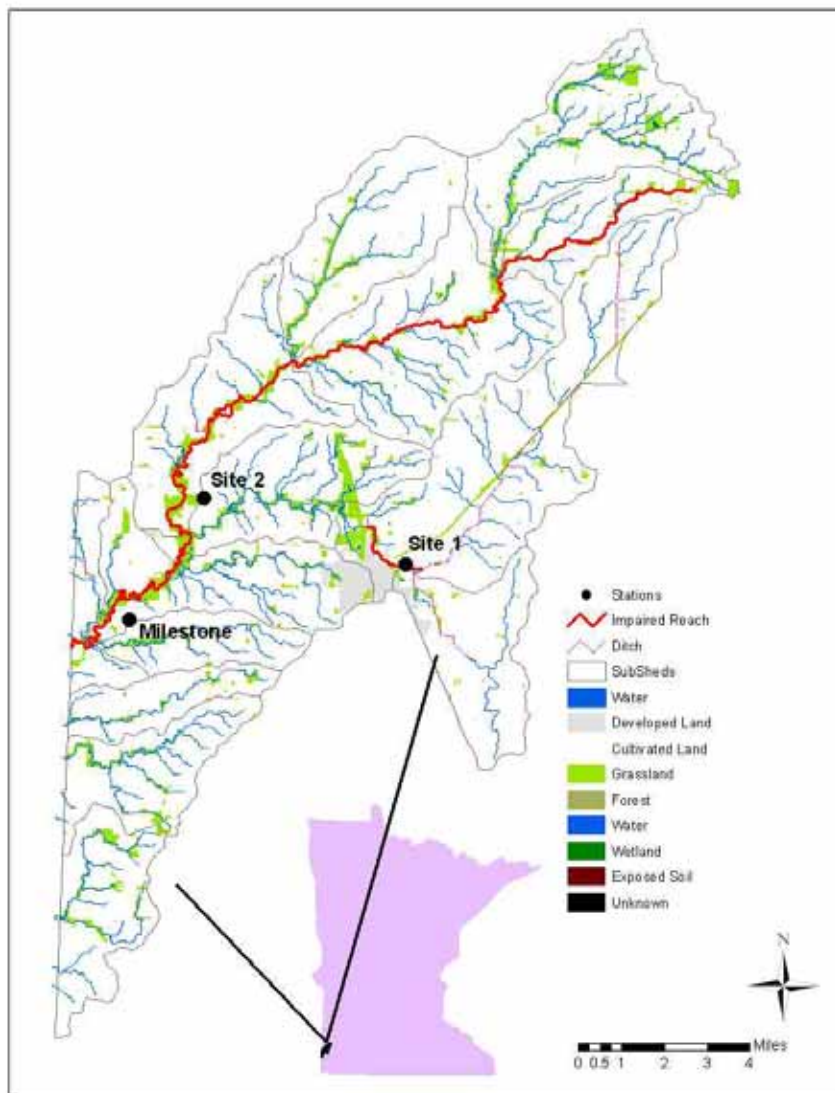 Site 2
Site 1
Milestone
Stations
Impaired Reach
Ditch
SubSheds
Water
Developed Land
Cultivated Land
Grassland
Forest
Water
Wetland
Exposed Soil
Unknown
N
Miles
0 0.5 1 2 3 4